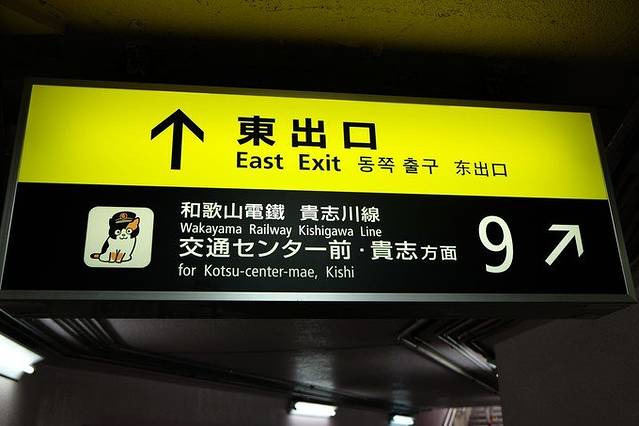 東出口
East Exit 동쪽 출구 东出口
和歌山電鐵 貴志川線
Wakayama Railway Kishigawa Line
交通センター前・貴志方面
for Kotsu-center-mae, Kishi
9